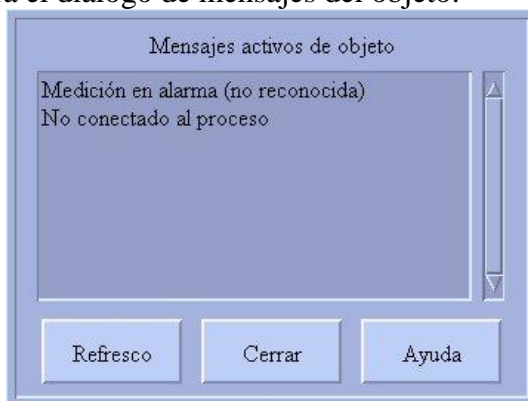 el diálogo de mensajes del objeto.
Mensajes activos de objeto
Medición en alarma (no reconocida)
No conectado al proceso
Refresco Cerrar Ayuda